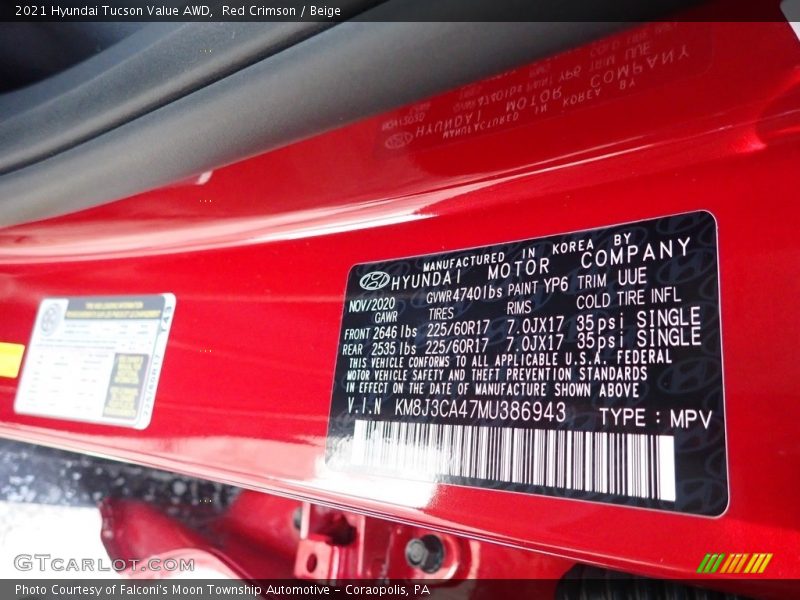 2021 Hyundai Tucson Value AWD,  Red Crimson / Beige
MANUFACTURED IN KOREA BY
HYUNDAI MOTOR COMPANY
NOV/2020 GVWR4740lbs PAINT YP6 TRIM UUE
GAWR TIRES RIMS COLD TIRE INFL
FRONT 2646 lbs 225/60R17 7.0JX17 35psi SINGLE
REAR 2535 lbs 225/60R17 7.0JX17 35psi SINGLE
THIS VEHICLE CONFORMS TO ALL APPLICABLE U.S.A. FEDERAL
MOTOR VEHICLE SAFETY AND THEFT PREVENTION STANDARDS
IN EFFECT ON THE DATE OF MANUFACTURE SHOWN ABOVE
V.I.N KM8J3CA47MU386943 TYPE : MPV
GTCARLOT.COM
Photo Courtesy of Falconi's Moon Township Automotive – Coraopolis, PA